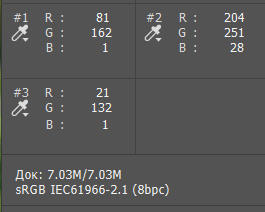 #1 R : 81 #2 R : 204
G : 162 G : 251
B : 1 B : 28
#3 R : 21
G : 132
B : 1
Док: 7.03M/7.03M
sRGB IEC61966-2.1 (8bpc)